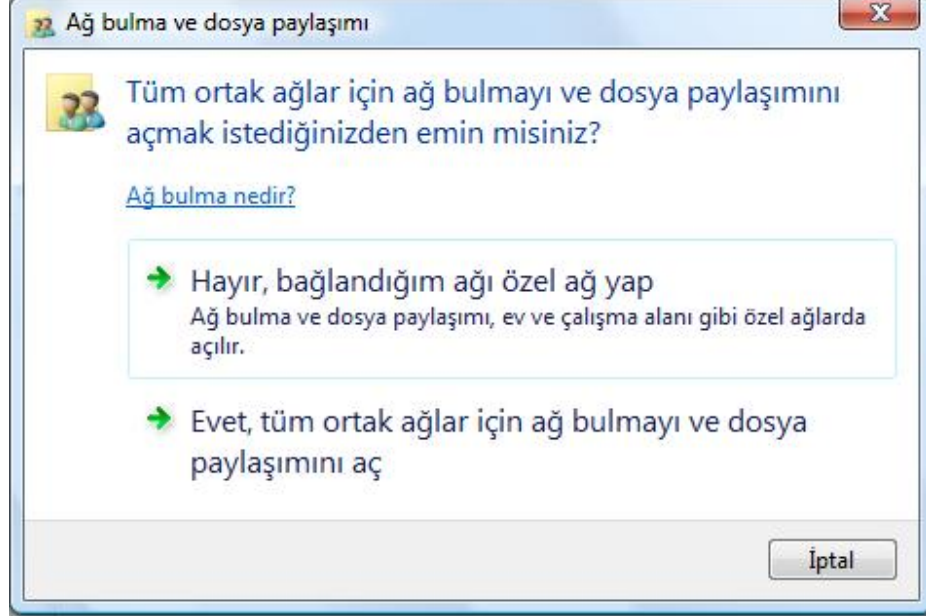 Ağ bulma ve dosya paylaşımı
Tüm ortak ağlar için ağ bulmayı ve dosya paylaşımını
açmak istediğinizden emin misiniz?
Ağ bulma nedir?
Hayır, bağlandığım ağı özel ağ yap
Ağ bulma ve dosya paylaşımı, ev ve çalışma alanı gibi özel ağlarda
açılır.
Evet, tüm ortak ağlar için ağ bulmayı ve dosya
paylaşımını aç
İptal